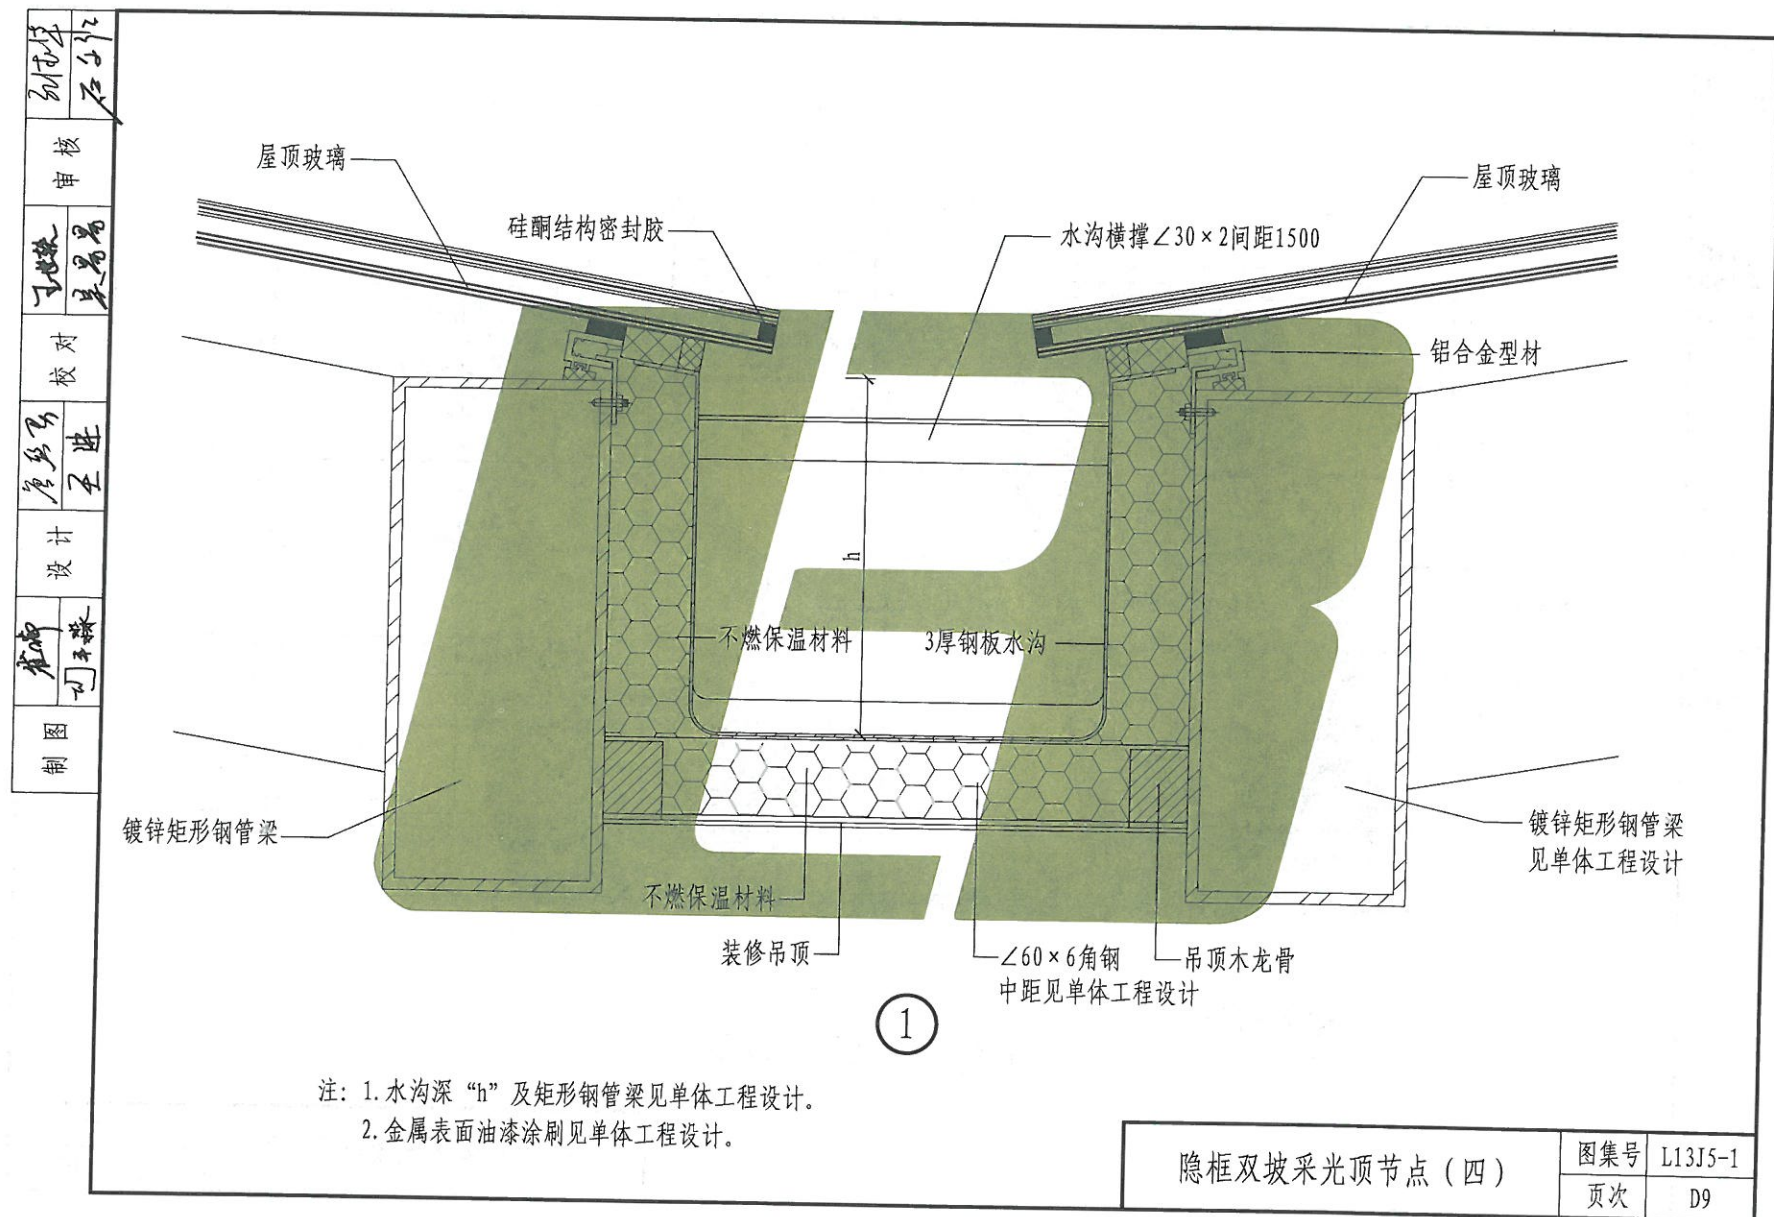 审核
校对
设计
制图
屋顶玻璃
硅酮结构密封胶
水沟横撑∠30×2间距1500
屋顶玻璃
铝合金型材
h
不燃保温材料
3厚钢板水沟
镀锌矩形钢管梁
镀锌矩形钢管梁
见单体工程设计
不燃保温材料
装修吊顶
∠60×6角钢
中距见单体工程设计
吊顶木龙骨
1
注: 1.水沟深“h”及矩形钢管梁见单体工程设计。
2.金属表面油漆涂刷见单体工程设计。
隐框双坡采光顶节点(四)
图集号 L13J5-1
页次 D9